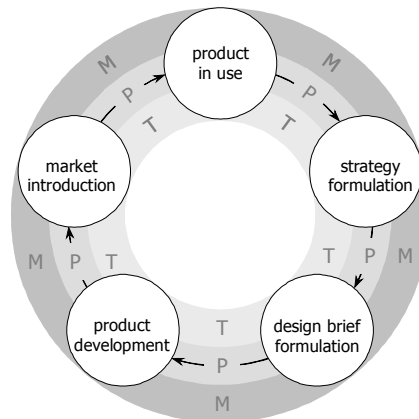 product
in use
M
M
P
P
T
T
market
introduction
strategy
formulation
M
P
T
T
P
M
product
development
design brief
formulation
T
P
M